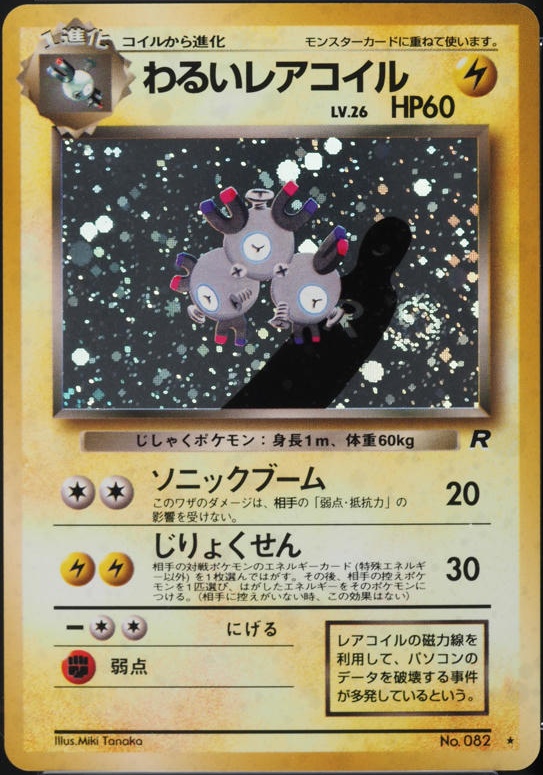 1進化
コイルから進化
モンスターカードに重ねて使います。
わるいレアコイル
LV.26 HP60
じしゃくポケモン：身長1m、体重60kg
R
ソニックブーム 20
このワザのダメージは、相手の「弱点・抵抗力」の
影響を受けない。
じりょくせん 30
相手の対戦ポケモンのエネルギーカード(特殊エネルギ
ー以外)を1枚選んではがす。その後、相手の控えポケ
モンを1匹選び、はがしたエネルギーをそのポケモンに
つける。(相手に控えがいない時、この効果はない)
にげる
弱点
レアコイルの磁力線を
利用して、パソコンの
データを破壊する事件
が多発しているという。
Illus.Miki Tanaka
No. 082 ★